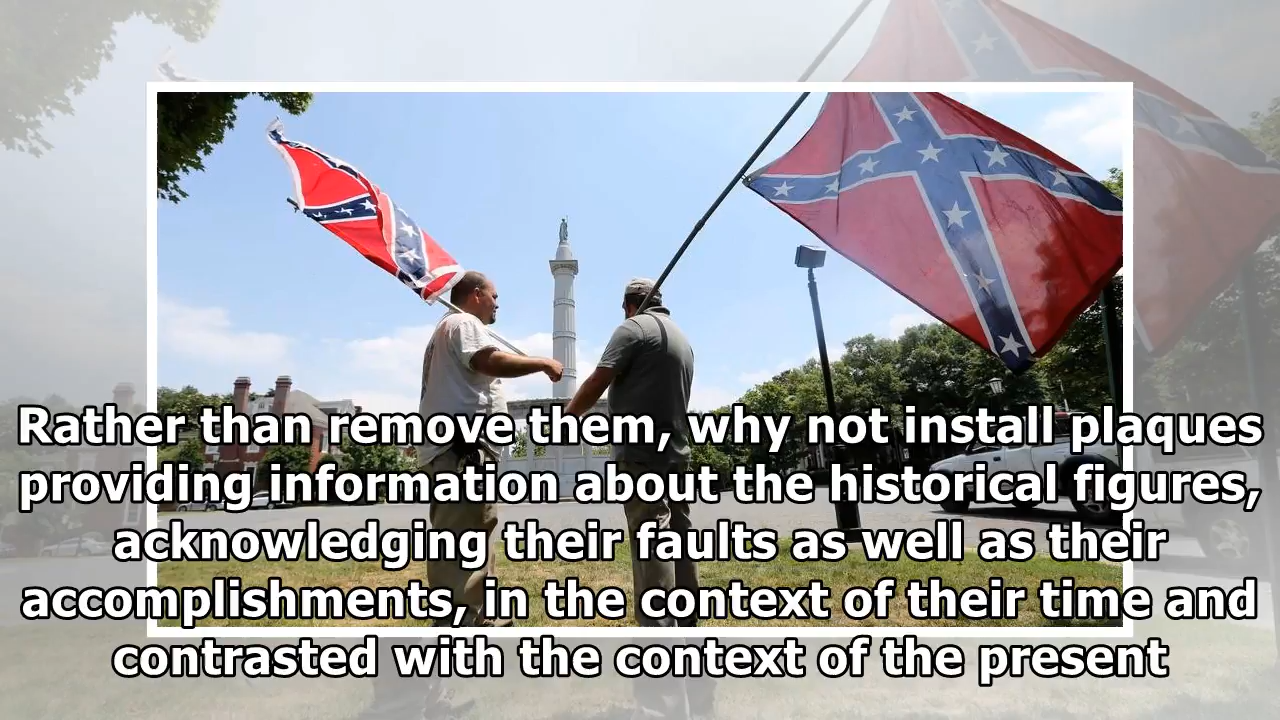 Rather than remove them, why not install plaques
providing information about the historical figures,
acknowledging their faults as well as their
accomplishments, in the context of their time and
contrasted with the context of the present